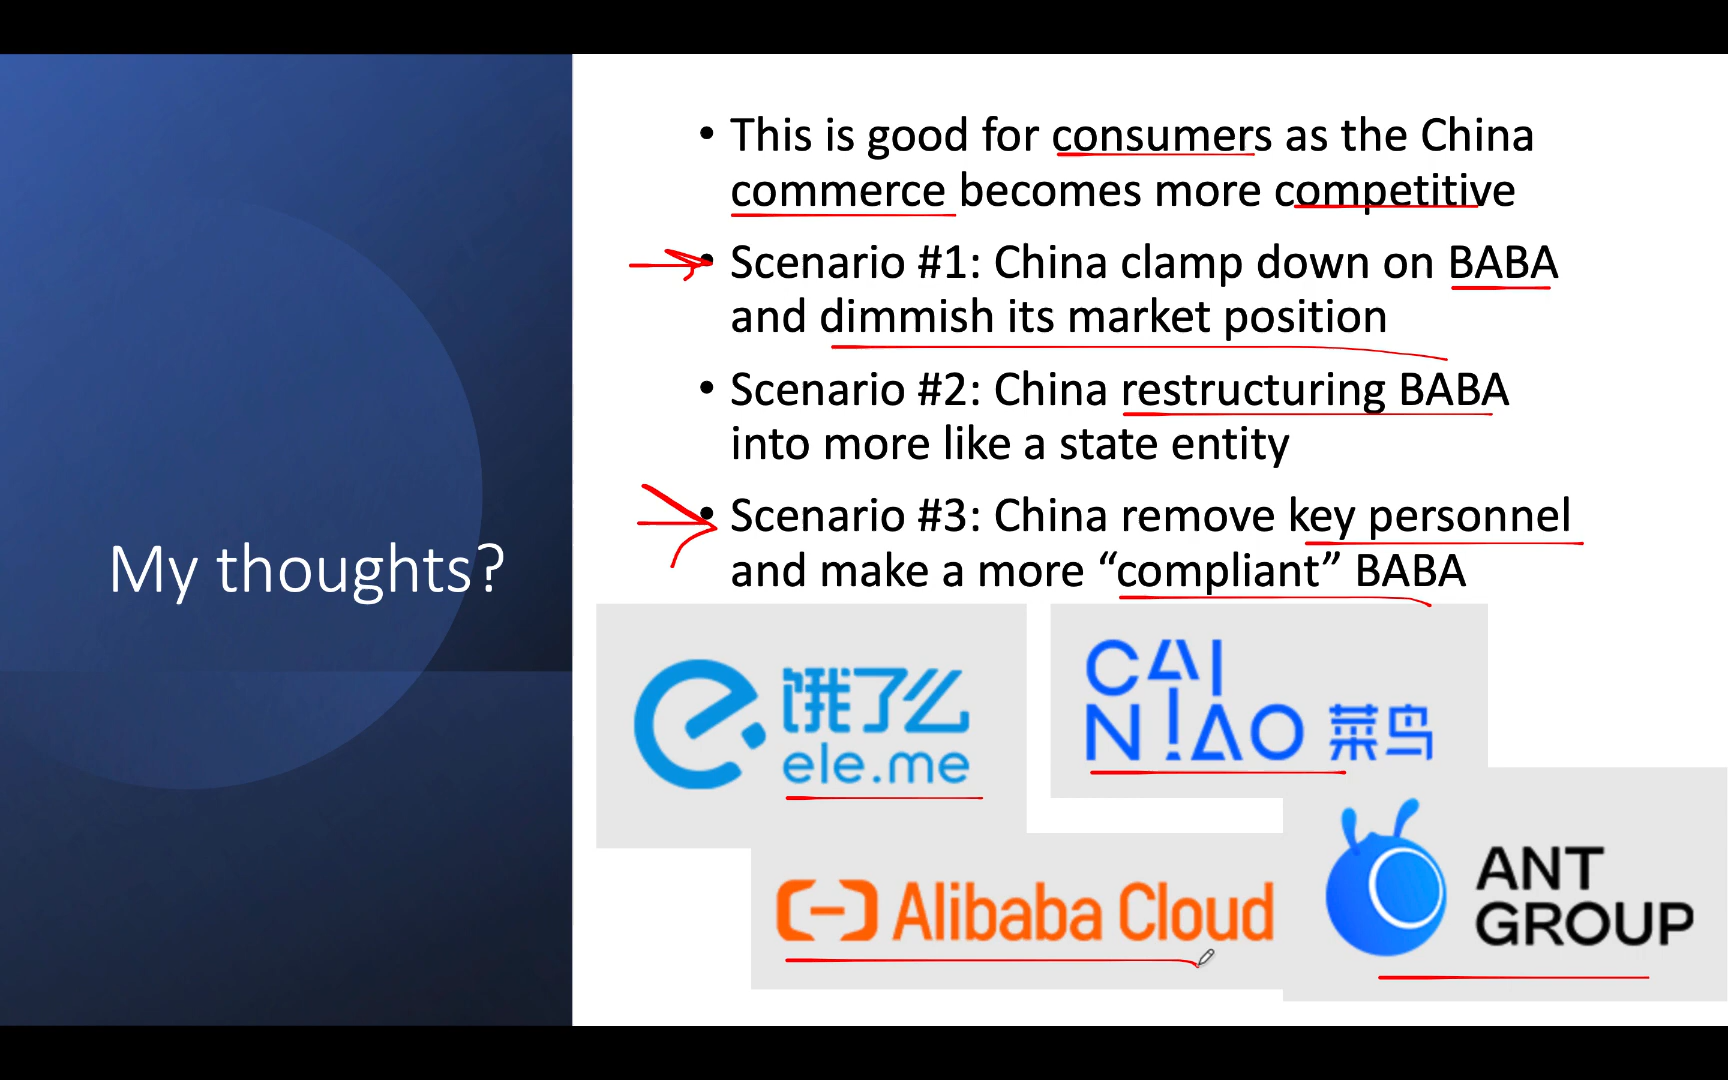 My thoughts?
• This is good for consumers as the China
commerce becomes more competitive
• Scenario #1: China clamp down on BABA
and dimmish its market position
• Scenario #2: China restructuring BABA
into more like a state entity
• Scenario #3: China remove key personnel
and make a more “compliant” BABA
饿了么
ele.me
CAI
NIAO 菜鸟
Alibaba Cloud
ANT
GROUP